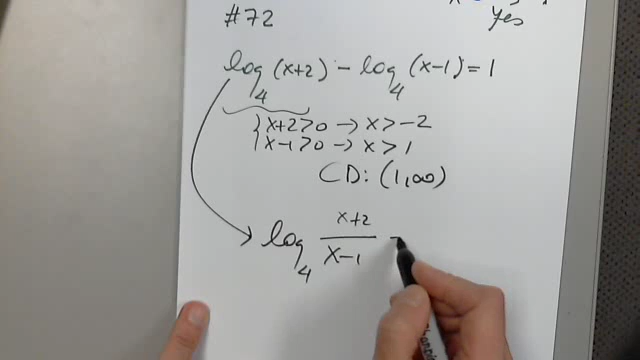 yes
#72
log₄(x+2) - log₄(x-1) = 1
{ x+2>0 → x>-2
x-1>0 → x>1
CD: (1,∞)
log₄ x+2 / x-1 =